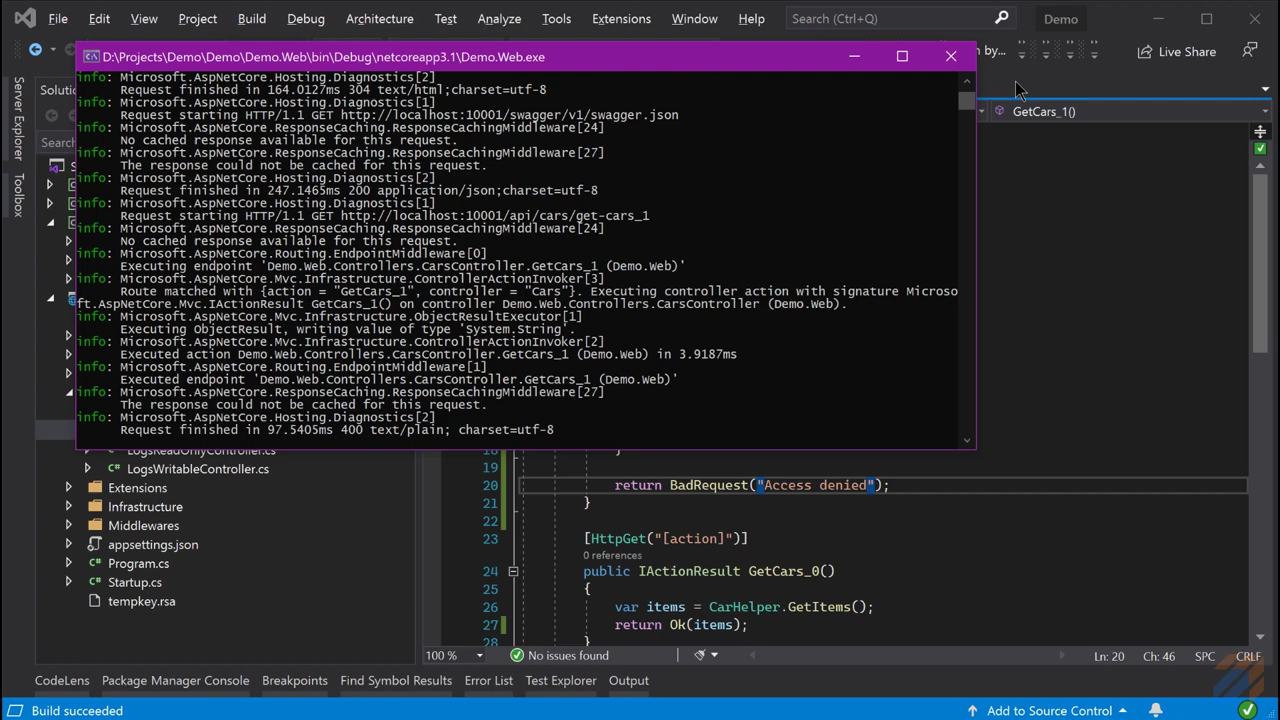 File Edit View Project Build Debug Architecture Test Analyze Tools Extensions Window Help
Search (Ctrl+Q)
Demo
D:\Projects\Demo\Demo.Web\bin\Debug\netcoreapp3.1\Demo.Web.exe
by...
Live Share
info: Microsoft.AspNetCore.Hosting.Diagnostics[2]
Request finished in 164.0127ms 304 text/html;charset=utf-8
info: Microsoft.AspNetCore.Hosting.Diagnostics[1]
Request starting HTTP/1.1 GET http://localhost:10001/swagger/v1/swagger.json
info: Microsoft.AspNetCore.ResponseCaching.ResponseCachingMiddleware[24]
No cached response available for this request.
info: Microsoft.AspNetCore.ResponseCaching.ResponseCachingMiddleware[27]
The response could not be cached for this request.
info: Microsoft.AspNetCore.Hosting.Diagnostics[2]
Request finished in 247.1465ms 200 application/json;charset=utf-8
info: Microsoft.AspNetCore.Hosting.Diagnostics[1]
Request starting HTTP/1.1 GET http://localhost:10001/api/cars/get-cars_1
info: Microsoft.AspNetCore.ResponseCaching.ResponseCachingMiddleware[24]
No cached response available for this request.
info: Microsoft.AspNetCore.Routing.EndpointMiddleware[0]
Executing endpoint 'Demo.Web.Controllers.CarsController.GetCars_1 (Demo.Web)'
info: Microsoft.AspNetCore.Mvc.Infrastructure.ControllerActionInvoker[3]
Route matched with {action = "GetCars_1", controller = "Cars"}. Executing controller action with signature Microso
ft.AspNetCore.Mvc.IActionResult GetCars_1() on controller Demo.Web.Controllers.CarsController (Demo.Web).
info: Microsoft.AspNetCore.Mvc.Infrastructure.ObjectResultExecutor[1]
Executing ObjectResult, writing value of type 'System.String'.
info: Microsoft.AspNetCore.Mvc.Infrastructure.ControllerActionInvoker[2]
Executed action Demo.Web.Controllers.CarsController.GetCars_1 (Demo.Web) in 3.9187ms
info: Microsoft.AspNetCore.Routing.EndpointMiddleware[1]
Executed endpoint 'Demo.Web.Controllers.CarsController.GetCars_1 (Demo.Web)'
info: Microsoft.AspNetCore.ResponseCaching.ResponseCachingMiddleware[27]
The response could not be cached for this request.
info: Microsoft.AspNetCore.Hosting.Diagnostics[2]
Request finished in 97.5405ms 400 text/plain; charset=utf-8
GetCars_1()
Server Explorer
Toolbox
Solu
Sear
LogsReadOnlyController.cs
LogsWritableController.cs
Extensions
Infrastructure
Middlewares
appsettings.json
Program.cs
Startup.cs
tempkey.rsa
18 }
19
20 return BadRequest("Access denied");
21 }
22
23 [HttpGet("[action]")]
0 references
24 public IActionResult GetCars_0()
25 {
26 var items = CarHelper.GetItems();
27 return Ok(items);
28 }
100 %
No issues found
Ln: 20 Ch: 46 SPC CRLF
CodeLens Package Manager Console Breakpoints Find Symbol Results Error List Test Explorer Output
Build succeeded
Add to Source Control